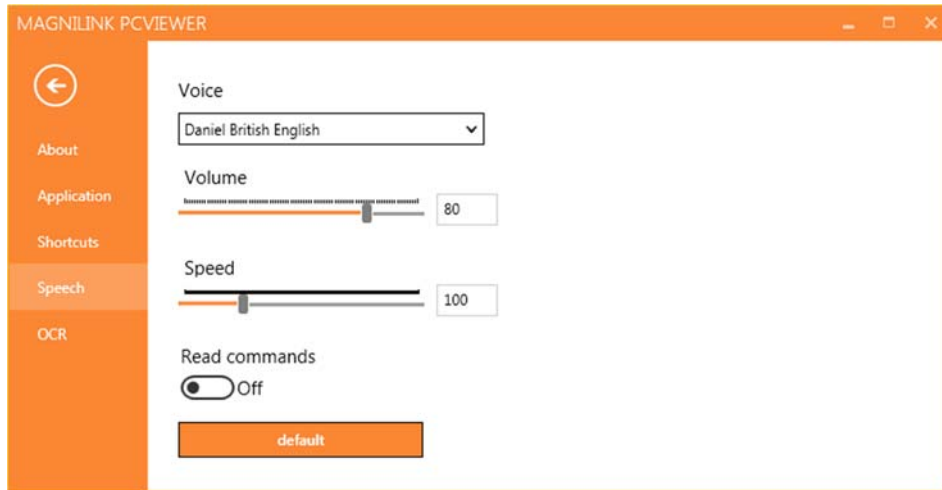 MAGNILINK PCVIEWER
About
Application
Shortcuts
Speech
OCR
Voice
Daniel British English
Volume
80
Speed
100
Read commands
Off
default